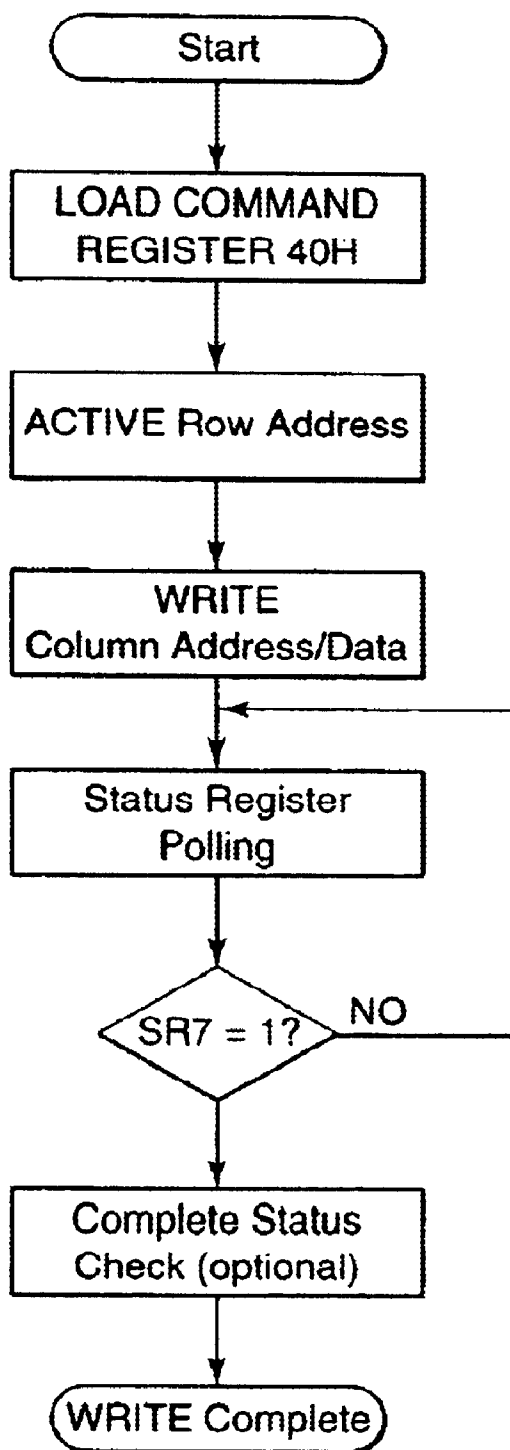 Start
LOAD COMMAND
REGISTER 40H
ACTIVE Row Address
WRITE
Column Address/Data
Status Register
Polling
SR7 = 1?
NO
Complete Status
Check (optional)
WRITE Complete